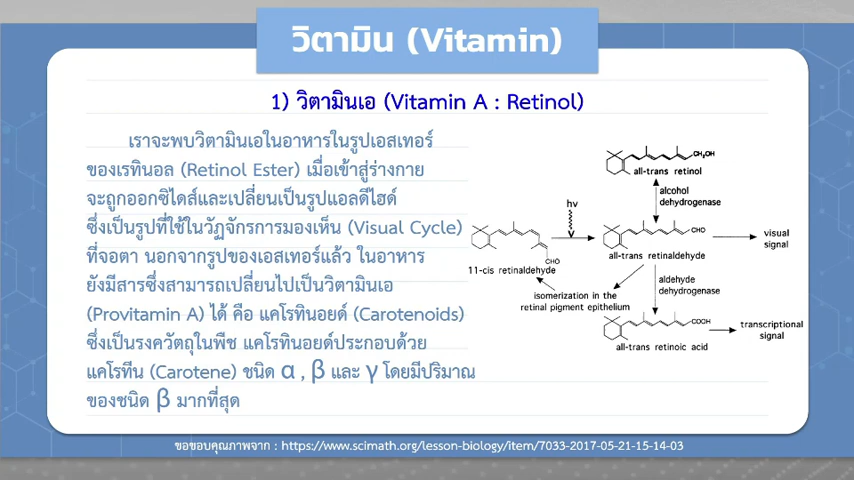 วิตามิน (Vitamin)
1) วิตามินเอ (Vitamin A : Retinol)
เราจะพบวิตามินเอในอาหารในรูปเอสเทอร์
ของเรทินอล (Retinol Ester) เมื่อเข้าสู่ร่างกาย
จะถูกออกซิไดส์และเปลี่ยนเป็นรูปแอลดีไฮด์
ซึ่งเป็นรูปที่ใช้ในวัฏจักรการมองเห็น (Visual Cycle)
ที่จอตา นอกจากรูปของเอสเทอร์แล้ว ในอาหาร
ยังมีสารซึ่งสามารถเปลี่ยนไปเป็นวิตามินเอ
(Provitamin A) ได้ คือ แคโรทินอยด์ (Carotenoids)
ซึ่งเป็นรงควัตถุในพืช แคโรทินอยด์ประกอบด้วย
แคโรทีน (Carotene) ชนิด α , β และ γ โดยมีปริมาณ
ของชนิด β มากที่สุด
CH₂OH
all-trans retinol
alcohol
dehydrogenase
hv
CHO
all-trans retinaldehyde
visual
signal
CHO
11-cis retinaldehyde
isomerization in the
retinal pigment epithelium
aldehyde
dehydrogenase
COOH
all-trans retinoic acid
transcriptional
signal
ขอขอบคุณภาพจาก : https://www.scimath.org/lesson-biology/item/7033-2017-05-21-15-14-03